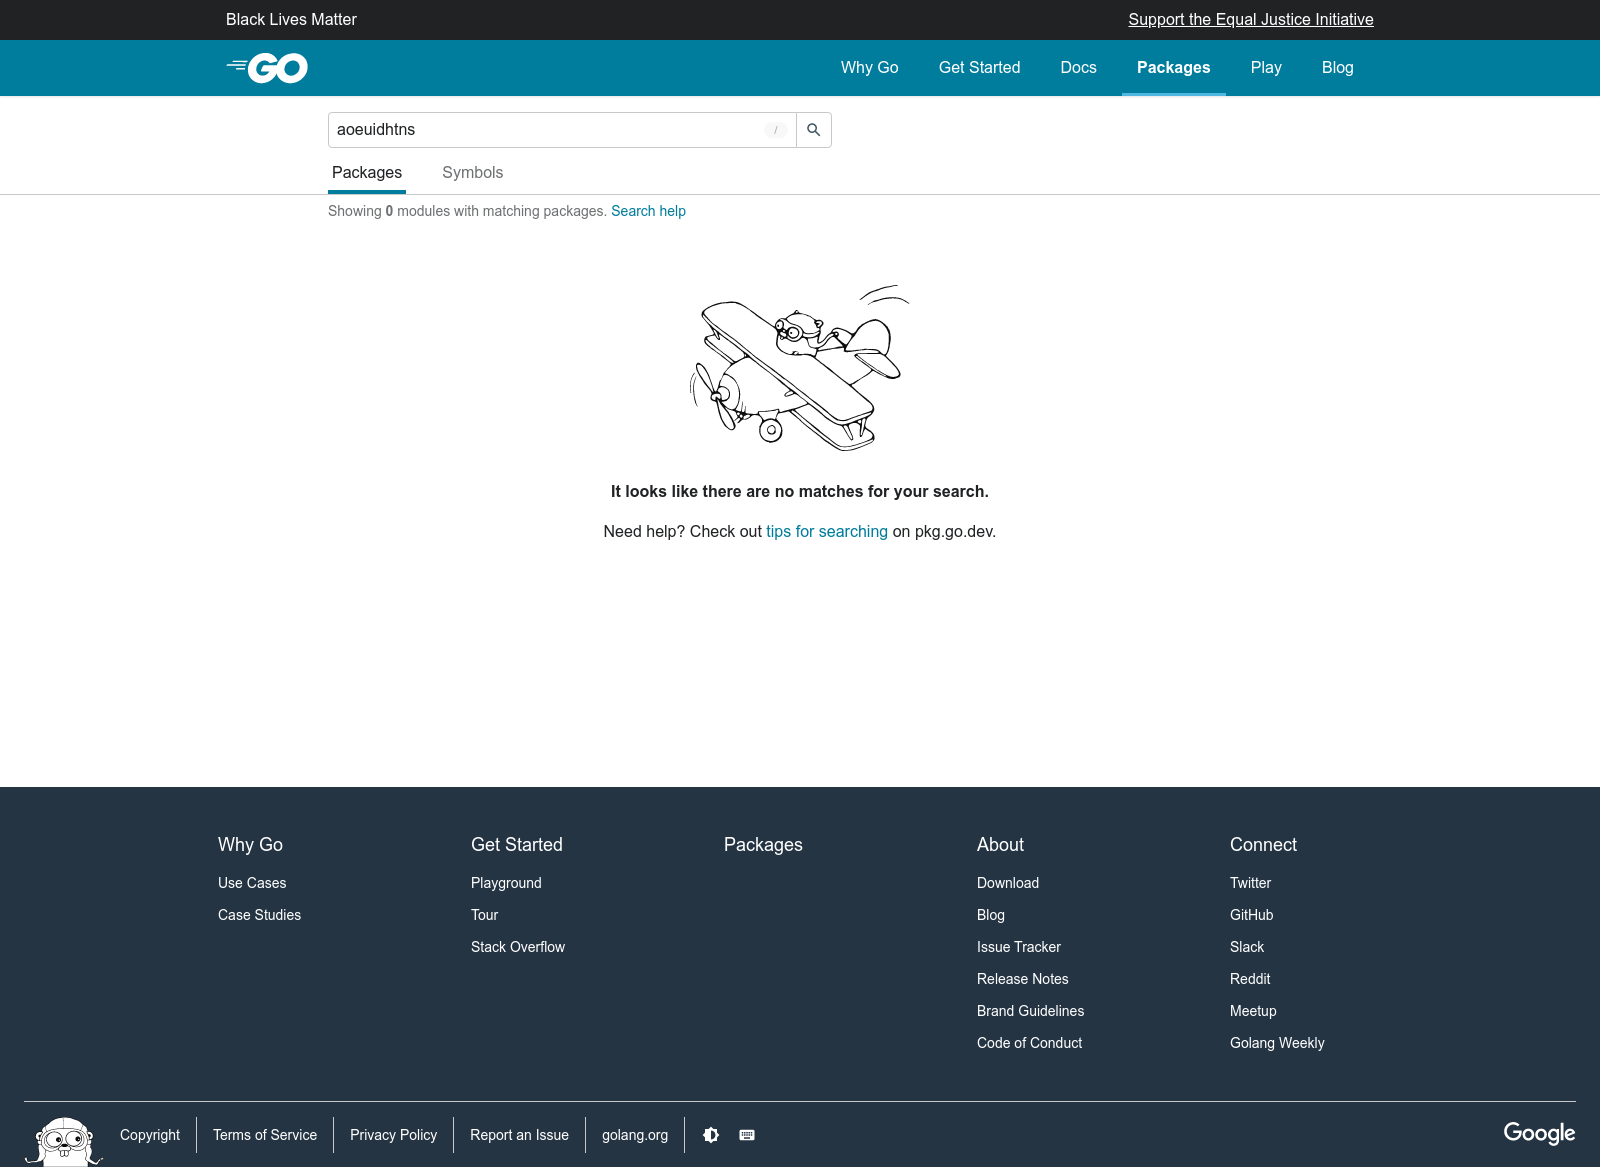 Black Lives Matter
Support the Equal Justice Initiative
GO
Why Go
Get Started
Docs
Packages
Play
Blog
aoeuidhtns
/
Packages
Symbols
Showing 0 modules with matching packages. Search help
It looks like there are no matches for your search.
Need help? Check out tips for searching on pkg.go.dev.
Why Go
Use Cases
Case Studies
Get Started
Playground
Tour
Stack Overflow
Packages
About
Download
Blog
Issue Tracker
Release Notes
Brand Guidelines
Code of Conduct
Connect
Twitter
GitHub
Slack
Reddit
Meetup
Golang Weekly
Copyright
Terms of Service
Privacy Policy
Report an Issue
golang.org
Google